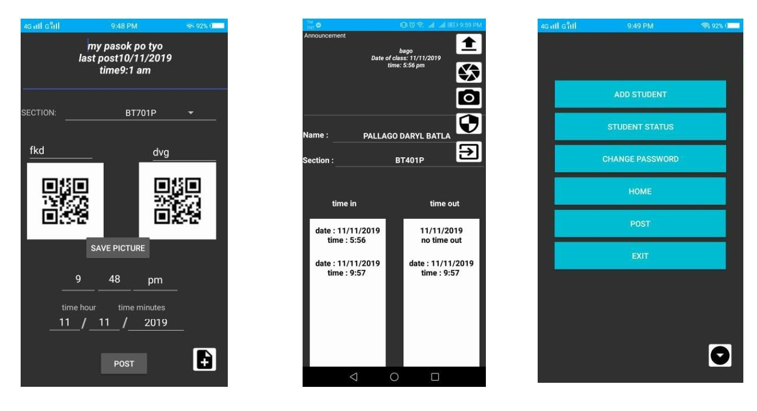 4G G 9:48 PM 92%
my pasok po tyo
last post10/11/2019
time9:1 am
SECTION: BT701P
fkd dvg
SAVE PICTURE
9 48 pm
time hour time minutes
11 / 11 / 2019
POST
9:59 PM
Announcement
bago
Date of class: 11/11/2019
time: 5:56 pm
Name : PALLAGO DARYL BATLA
Section : BT401P
time in time out
date : 11/11/2019
time : 5:56
date : 11/11/2019
time : 9:57
11/11/2019
no time out
date : 11/11/2019
time : 9:57
4G G 9:49 PM 92%
ADD STUDENT
STUDENT STATUS
CHANGE PASSWORD
HOME
POST
EXIT